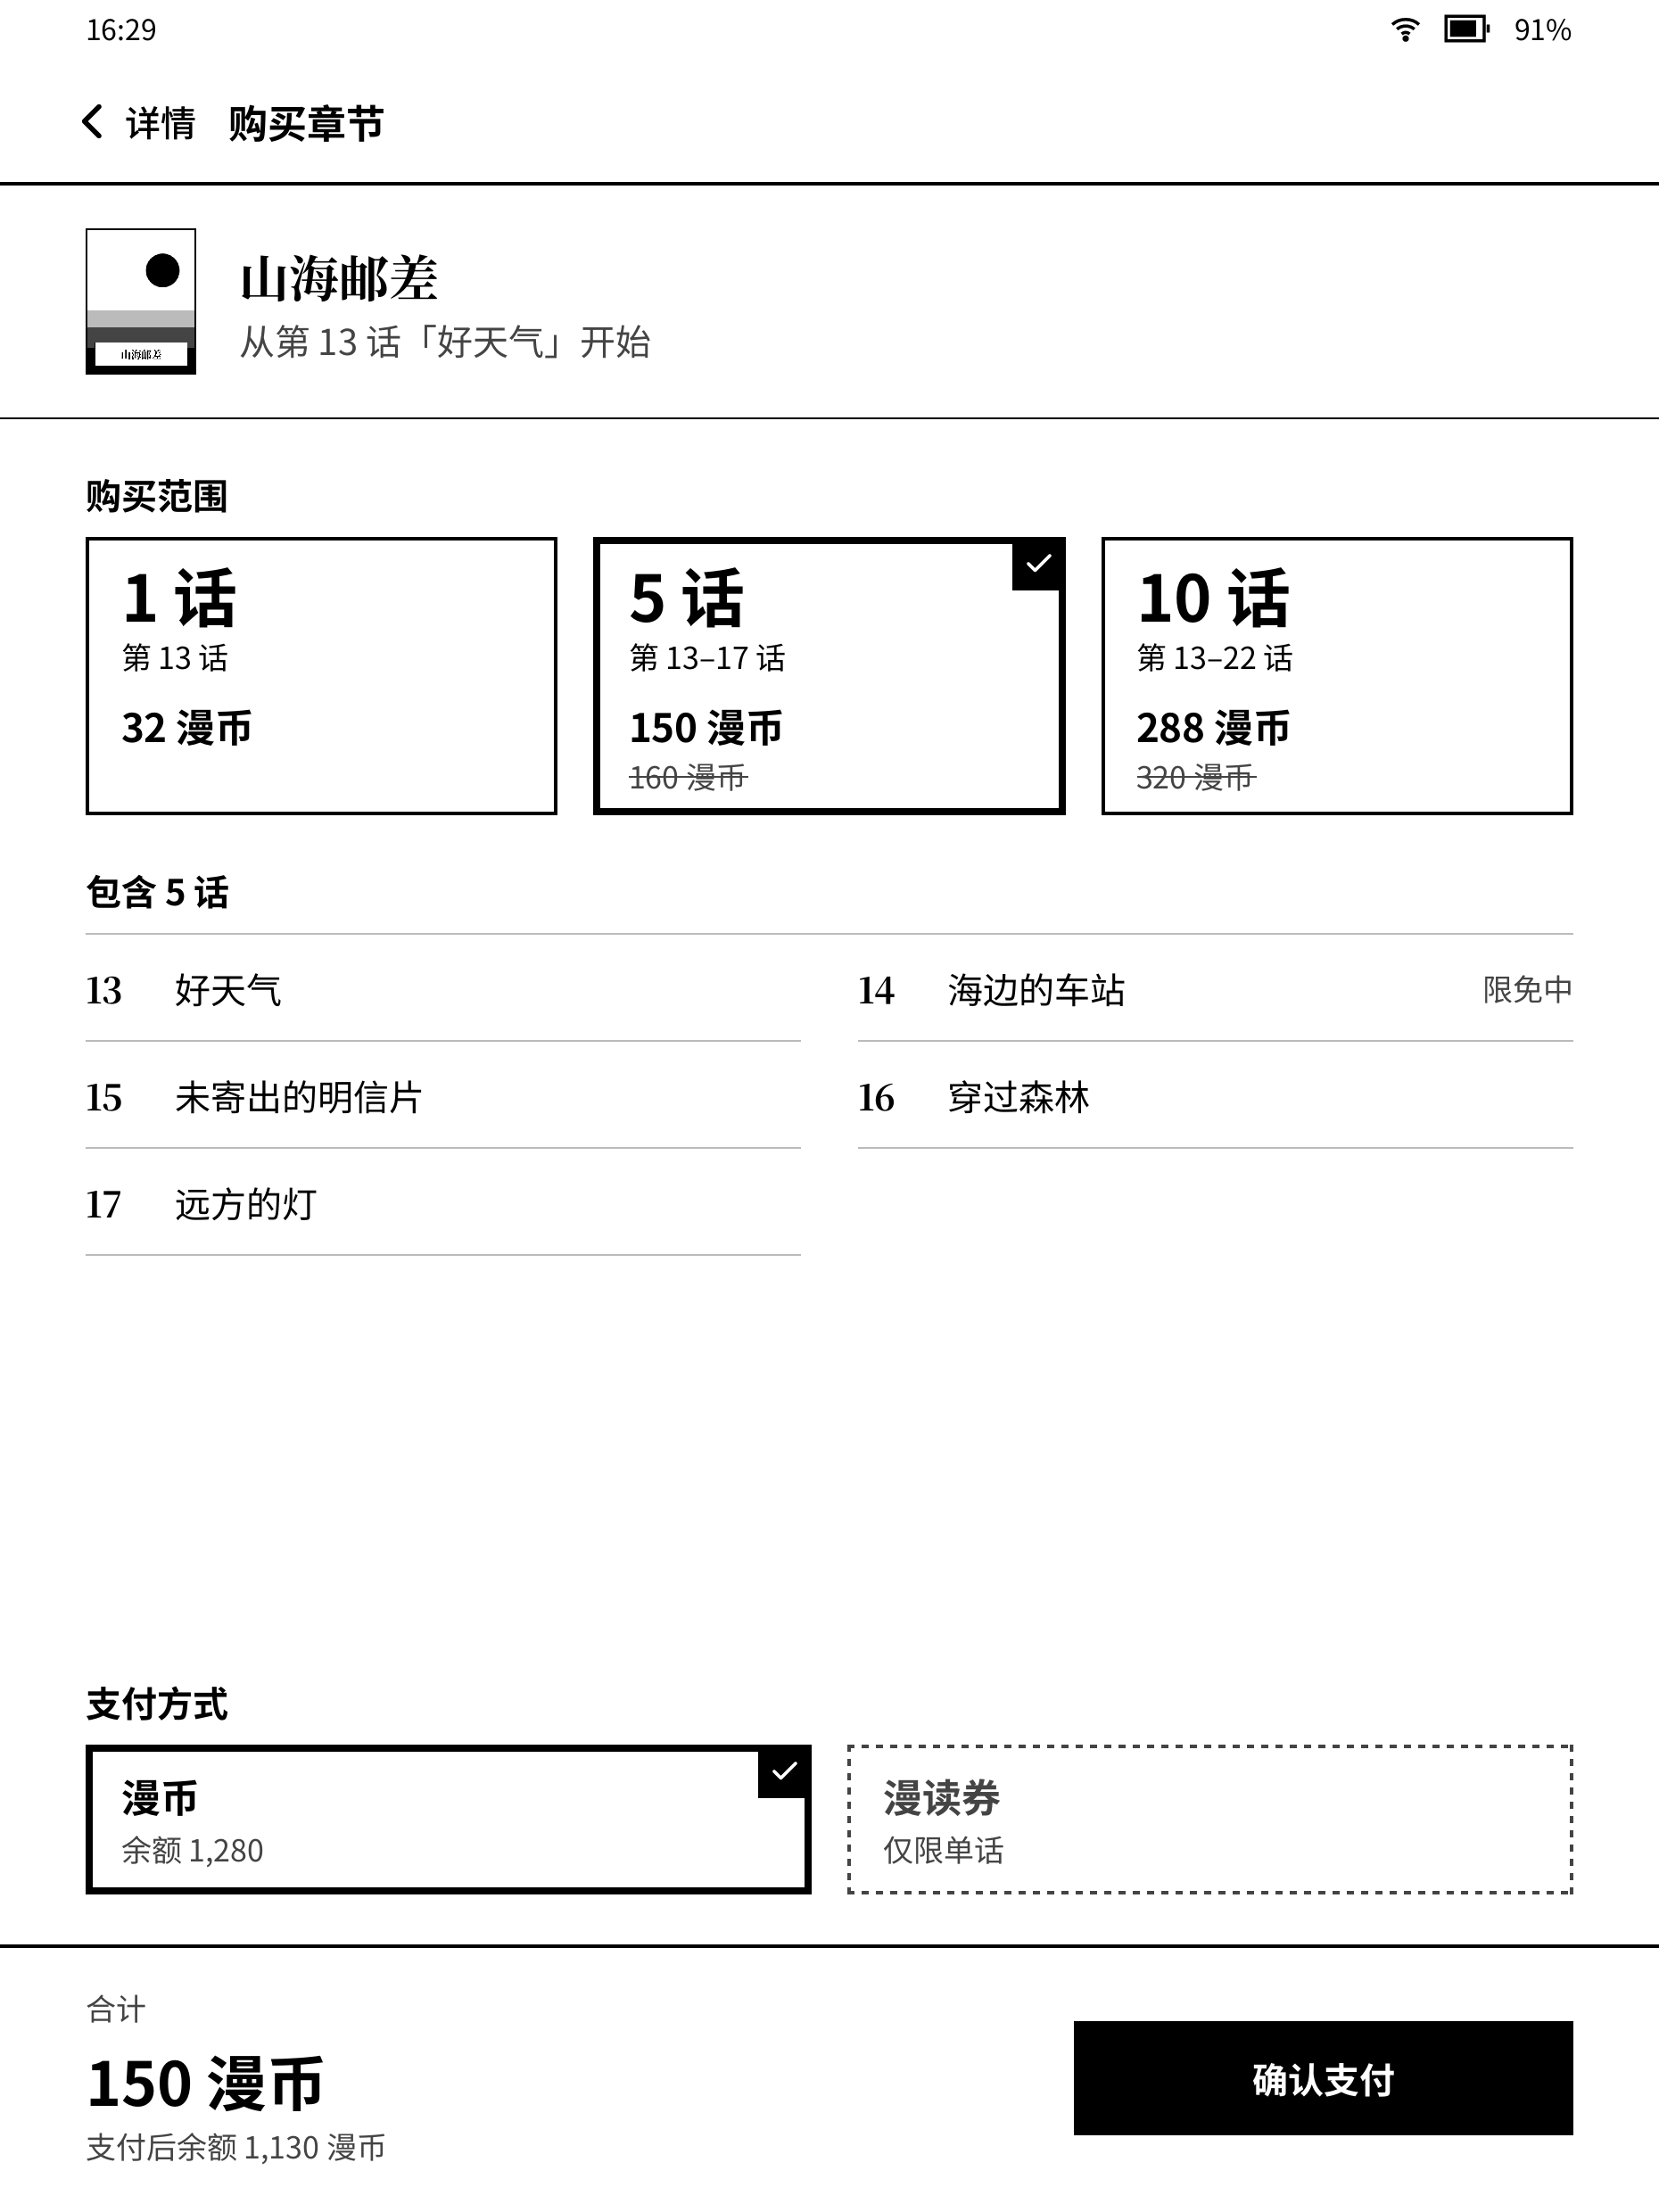 16:29
91%
详情 购买章节
山海邮差
从第 13 话「好天气」开始
山海邮差
购买范围
1 话
第 13 话
32 漫币
5 话
第 13–17 话
150 漫币
160 漫币
10 话
第 13–22 话
288 漫币
320 漫币
包含 5 话
13 好天气
14 海边的车站 限免中
15 未寄出的明信片
16 穿过森林
17 远方的灯
支付方式
漫币
余额 1,280
漫读券
仅限单话
合计
150 漫币
支付后余额 1,130 漫币
确认支付